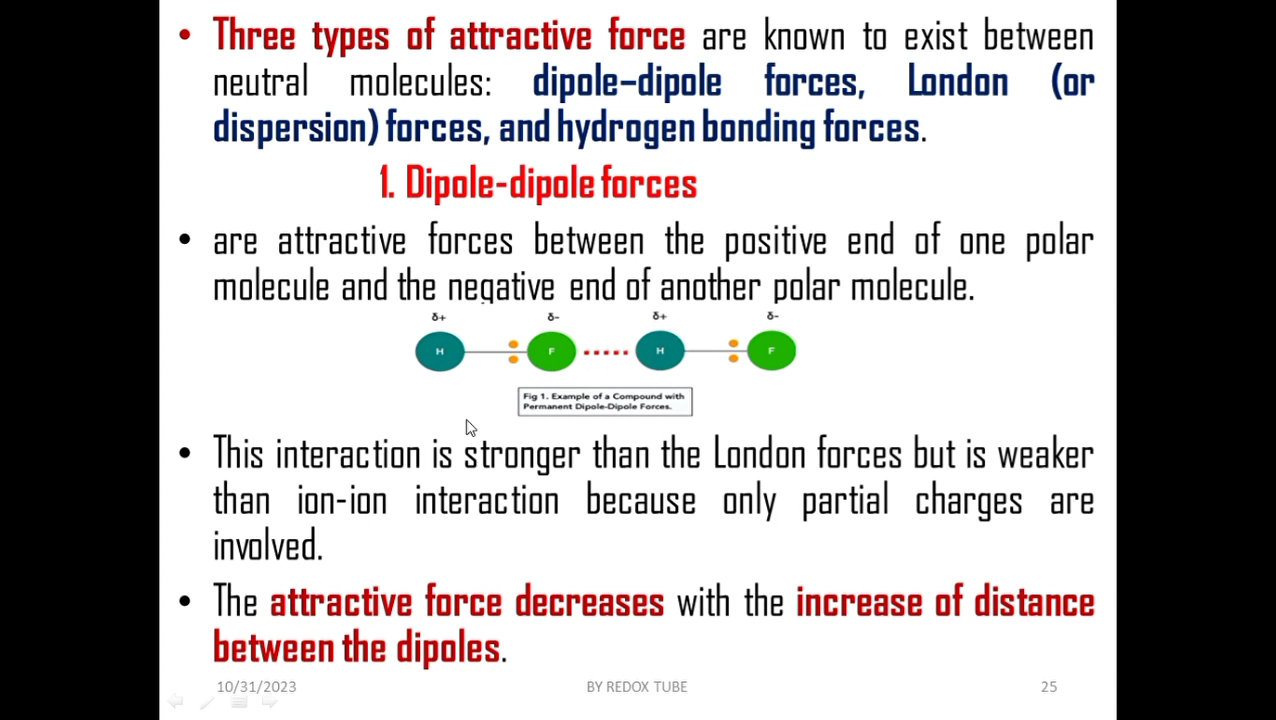 • Three types of attractive force are known to exist between
neutral molecules: dipole–dipole forces, London (or
dispersion) forces, and hydrogen bonding forces.
1. Dipole-dipole forces
• are attractive forces between the positive end of one polar
molecule and the negative end of another polar molecule.
δ+ δ- δ+ δ-
H F H F
Fig 1. Example of a Compound with
Permanent Dipole-Dipole Forces.
• This interaction is stronger than the London forces but is weaker
than ion-ion interaction because only partial charges are
involved.
• The attractive force decreases with the increase of distance
between the dipoles.
10/31/2023 BY REDOX TUBE 25